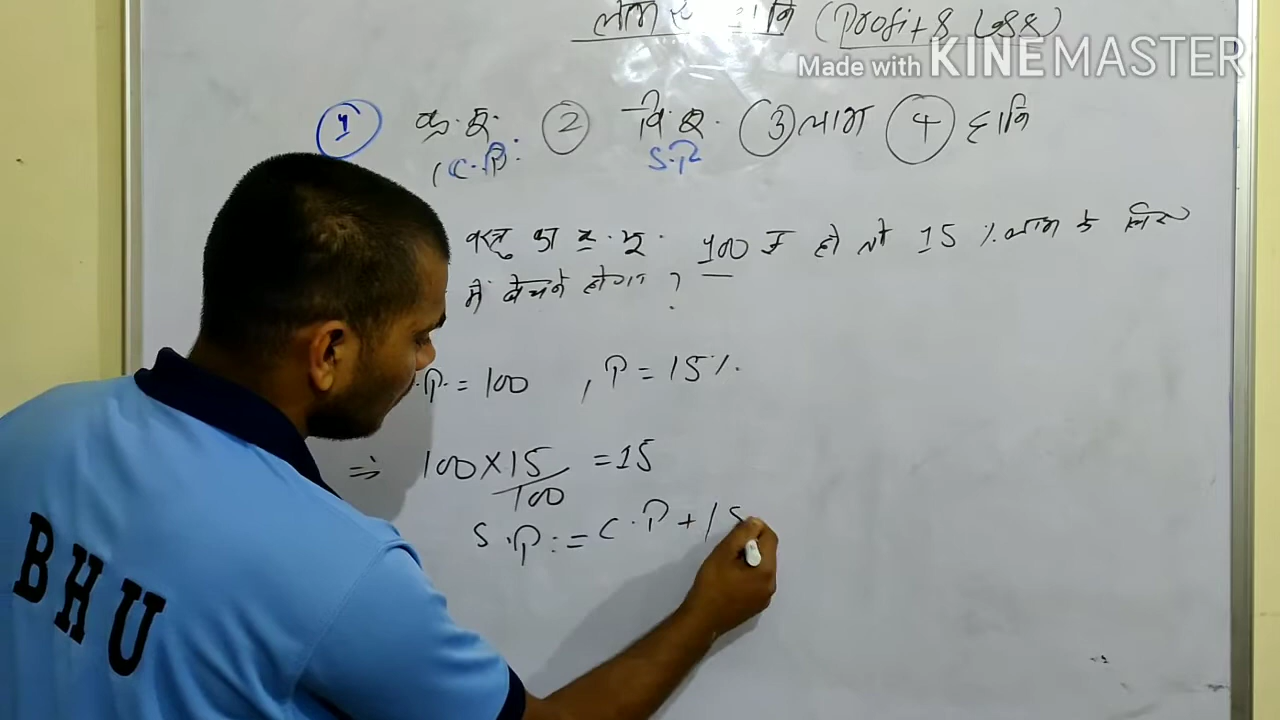 लाभ हानि (Profit & Loss)
Made with KINEMASTER
1 क्र.मू. 2 वि.मू. 3 लाभ 4 हानि
(C.P. S.P
वस्तु का क्र.मू. 100 रु हो तो 15% लाभ के लिए
में बेचने होगा ?
.P. = 100 , P = 15%.
⇒ 100 × 15/100 = 15
S.P. = C.P + 15
BHU